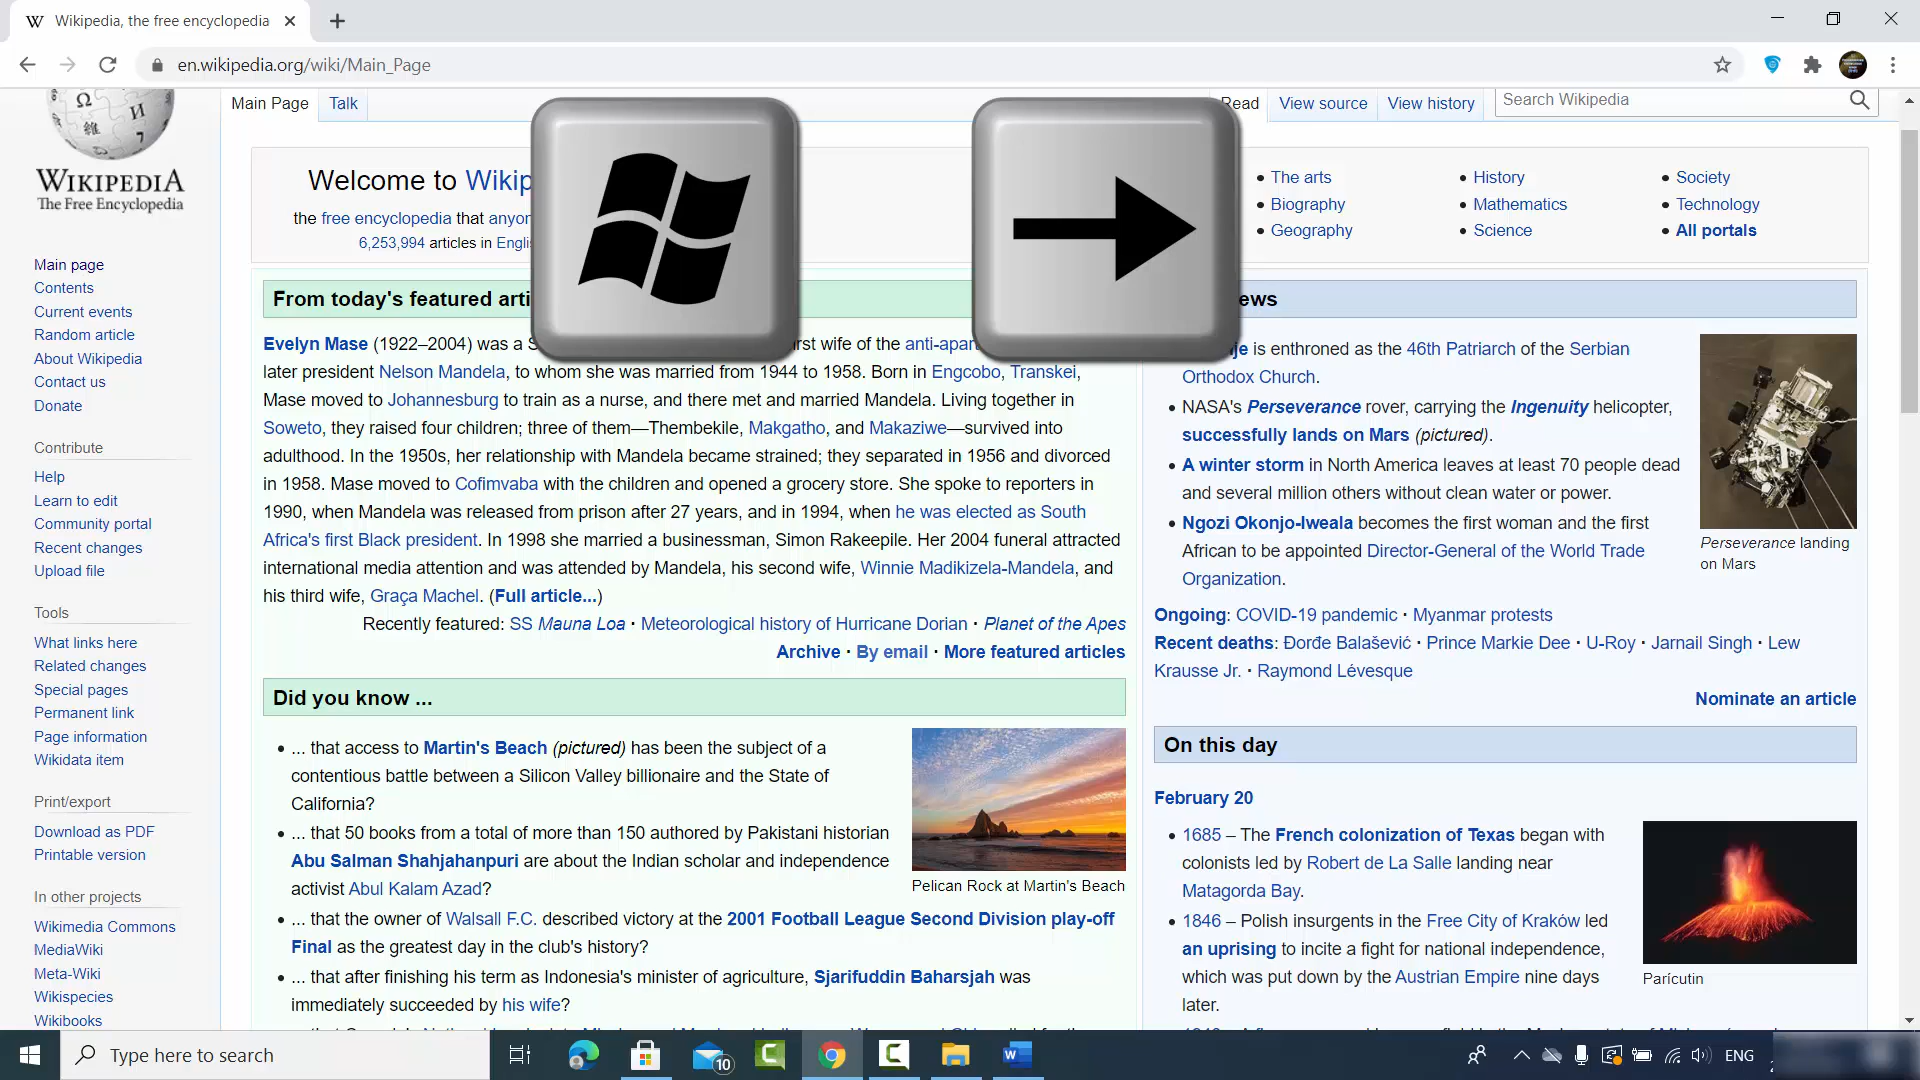 Wikipedia, the free encyclopedia
en.wikipedia.org/wiki/Main_Page
WIKIPEDIA
The Free Encyclopedia
Main page
Contents
Current events
Random article
About Wikipedia
Contact us
Donate
Contribute
Help
Learn to edit
Community portal
Recent changes
Upload file
Tools
What links here
Related changes
Special pages
Permanent link
Page information
Wikidata item
Print/export
Download as PDF
Printable version
In other projects
Wikimedia Commons
MediaWiki
Meta-Wiki
Wikispecies
Wikibooks
Main Page Talk
Read View source View history Search Wikipedia
Welcome to Wikip
the free encyclopedia that anyon
6,253,994 articles in Englis
The arts
Biography
Geography
History
Mathematics
Science
Society
Technology
All portals
From today's featured arti
Evelyn Mase (1922–2004) was a S rst wife of the anti-apar
later president Nelson Mandela, to whom she was married from 1944 to 1958. Born in Engcobo, Transkei,
Mase moved to Johannesburg to train as a nurse, and there met and married Mandela. Living together in
Soweto, they raised four children; three of them—Thembekile, Makgatho, and Makaziwe—survived into
adulthood. In the 1950s, her relationship with Mandela became strained; they separated in 1956 and divorced
in 1958. Mase moved to Cofimvaba with the children and opened a grocery store. She spoke to reporters in
1990, when Mandela was released from prison after 27 years, and in 1994, when he was elected as South
Africa's first Black president. In 1998 she married a businessman, Simon Rakeepile. Her 2004 funeral attracted
international media attention and was attended by Mandela, his second wife, Winnie Madikizela-Mandela, and
his third wife, Graça Machel. (Full article...)
Recently featured: SS Mauna Loa · Meteorological history of Hurricane Dorian · Planet of the Apes
Archive · By email · More featured articles
Did you know ...
... that access to Martin's Beach (pictured) has been the subject of a
contentious battle between a Silicon Valley billionaire and the State of
California?
... that 50 books from a total of more than 150 authored by Pakistani historian
Abu Salman Shahjahanpuri are about the Indian scholar and independence
activist Abul Kalam Azad?
Pelican Rock at Martin's Beach
... that the owner of Walsall F.C. described victory at the 2001 Football League Second Division play-off
Final as the greatest day in the club's history?
... that after finishing his term as Indonesia's minister of agriculture, Sjarifuddin Baharsjah was
immediately succeeded by his wife?
ews
je is enthroned as the 46th Patriarch of the Serbian
Orthodox Church.
NASA's Perseverance rover, carrying the Ingenuity helicopter,
successfully lands on Mars (pictured).
A winter storm in North America leaves at least 70 people dead
and several million others without clean water or power.
Ngozi Okonjo-Iweala becomes the first woman and the first
African to be appointed Director-General of the World Trade
Organization.
Perseverance landing
on Mars
Ongoing: COVID-19 pandemic · Myanmar protests
Recent deaths: Đorđe Balašević · Prince Markie Dee · U-Roy · Jarnail Singh · Lew
Krausse Jr. · Raymond Lévesque
Nominate an article
On this day
February 20
1685 – The French colonization of Texas began with
colonists led by Robert de La Salle landing near
Matagorda Bay.
1846 – Polish insurgents in the Free City of Kraków led
an uprising to incite a fight for national independence,
which was put down by the Austrian Empire nine days
later.
Parícutin
Type here to search
10
ENG